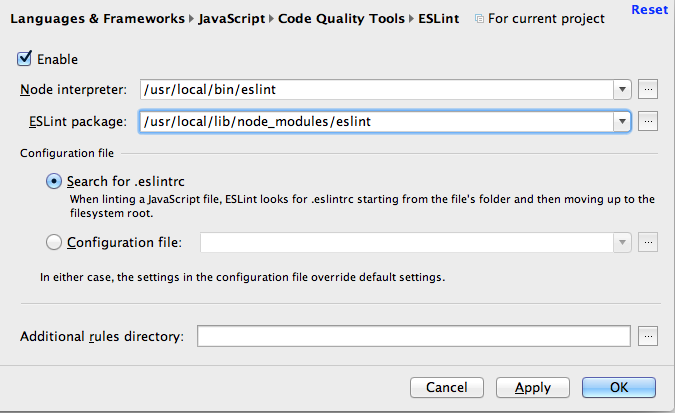 Reset
Languages & Frameworks ▸ JavaScript ▸ Code Quality Tools ▸ ESLint For current project
Enable
Node interpreter: /usr/local/bin/eslint ...
ESLint package: /usr/local/lib/node_modules/eslint ...
Configuration file
Search for .eslintrc
When linting a JavaScript file, ESLint looks for .eslintrc starting from the file's folder and then moving up to the
filesystem root.
Configuration file: ...
In either case, the settings in the configuration file override default settings.
Additional rules directory: ...
Cancel Apply OK